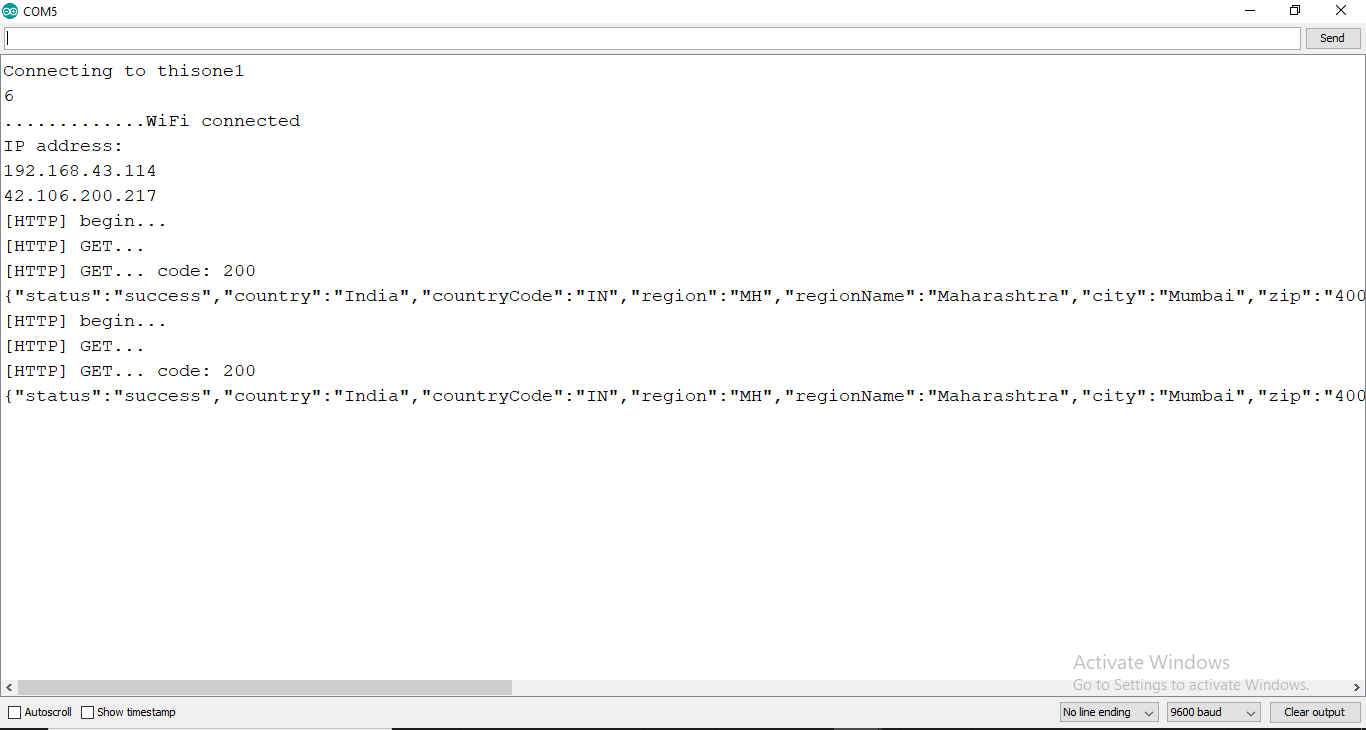 COM5
Send
Connecting to thisone1
6
.............WiFi connected
IP address:
192.168.43.114
42.106.200.217
[HTTP] begin...
[HTTP] GET...
[HTTP] GET... code: 200
{"status":"success","country":"India","countryCode":"IN","region":"MH","regionName":"Maharashtra","city":"Mumbai","zip":"400
[HTTP] begin...
[HTTP] GET...
[HTTP] GET... code: 200
{"status":"success","country":"India","countryCode":"IN","region":"MH","regionName":"Maharashtra","city":"Mumbai","zip":"400
Activate Windows
Go to Settings to activate Windows.
Autoscroll Show timestamp No line ending 9600 baud Clear output